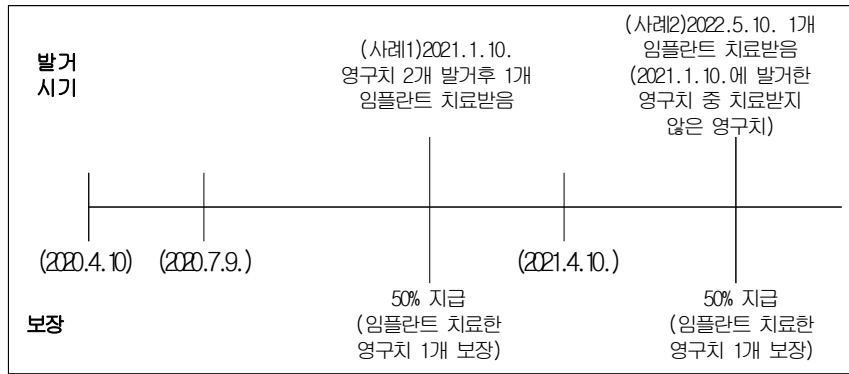 발거
시기
(사례1)2021.1.10.
영구치 2개 발거후 1개
임플란트 치료받음
(사례2)2022.5.10. 1개
임플란트 치료받음
(2021.1.10.에 발거한
영구치 중 치료받지
않은 영구치)
(2020.4.10)
(2020.7.9.)
(2021.4.10.)
보장
50% 지급
(임플란트 치료한
영구치 1개 보장)
50% 지급
(임플란트 치료한
영구치 1개 보장)